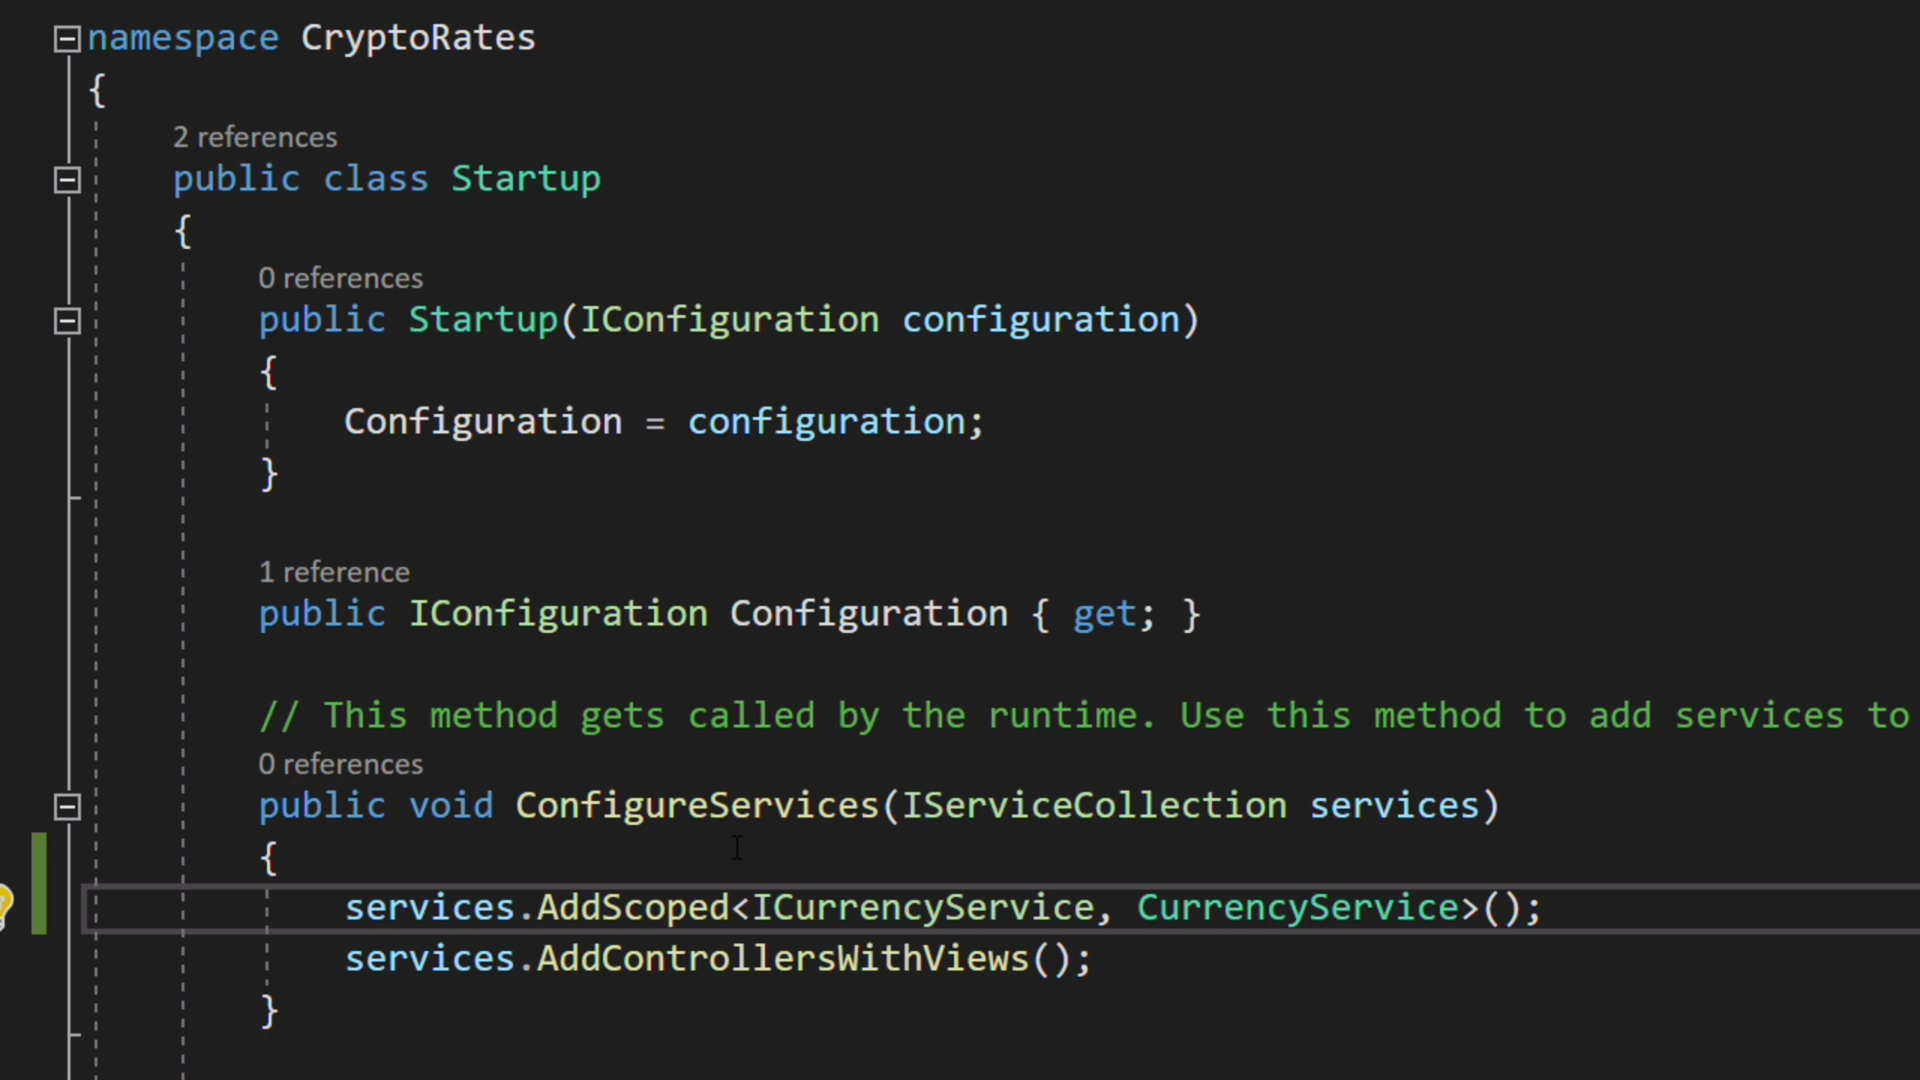 namespace CryptoRates
{
2 references
public class Startup
{
0 references
public Startup(IConfiguration configuration)
{
Configuration = configuration;
}
1 reference
public IConfiguration Configuration { get; }
// This method gets called by the runtime. Use this method to add services to
0 references
public void ConfigureServices(IServiceCollection services)
{
services.AddScoped<ICurrencyService, CurrencyService>();
services.AddControllersWithViews();
}